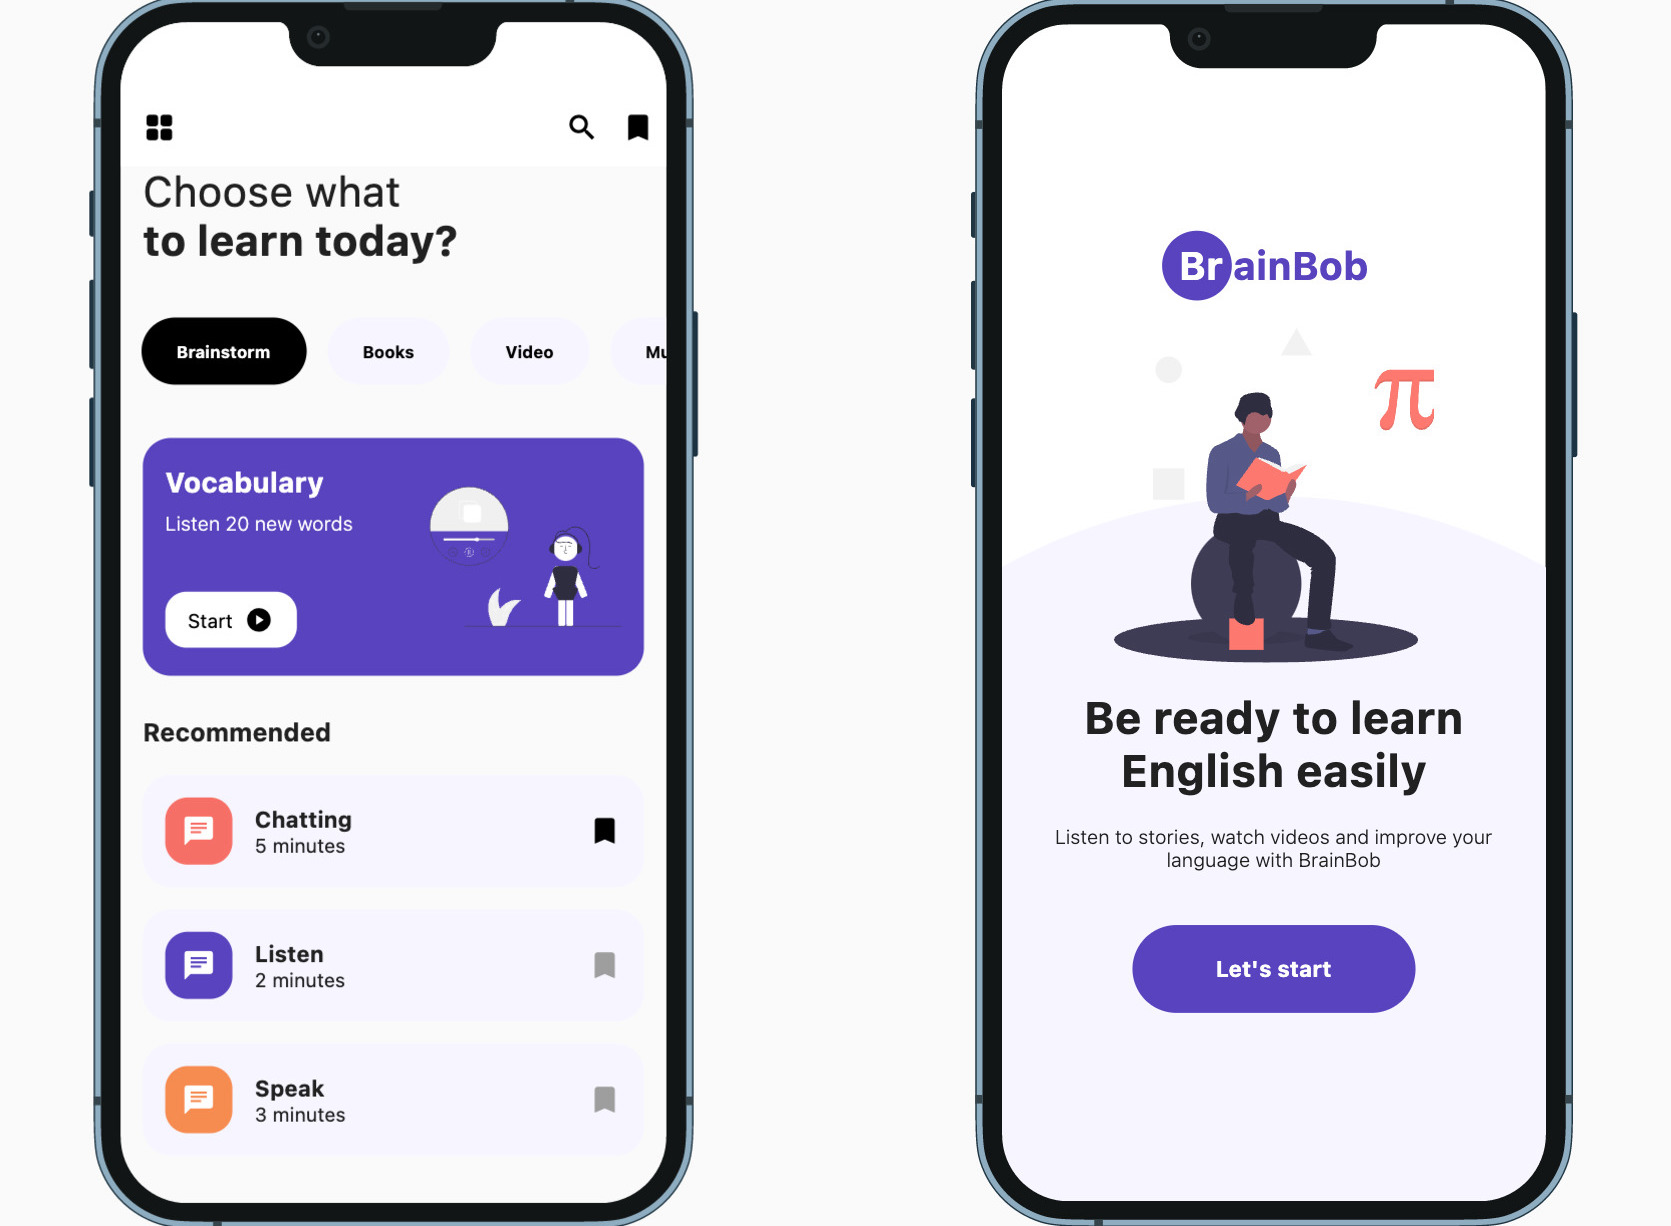 Choose what
to learn today?
Brainstorm
Books
Video
Mu
Vocabulary
Listen 20 new words
Start
Recommended
Chatting
5 minutes
Listen
2 minutes
Speak
3 minutes
BrainBob
π
Be ready to learn
English easily
Listen to stories, watch videos and improve your
language with BrainBob
Let's start